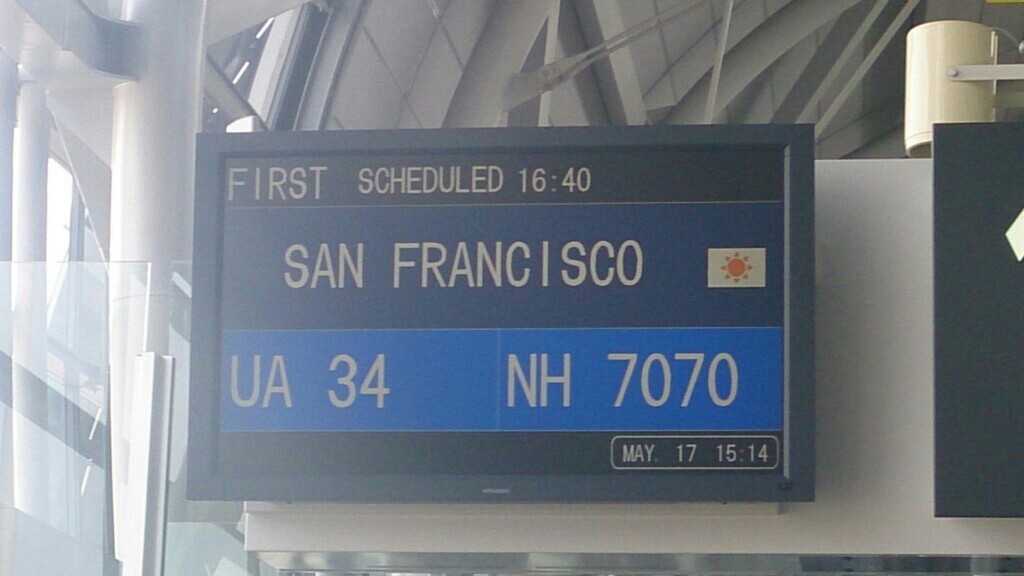 FIRST SCHEDULED 16:40
SAN FRANCISCO
UA 34 NH 7070
MAY. 17 15:14